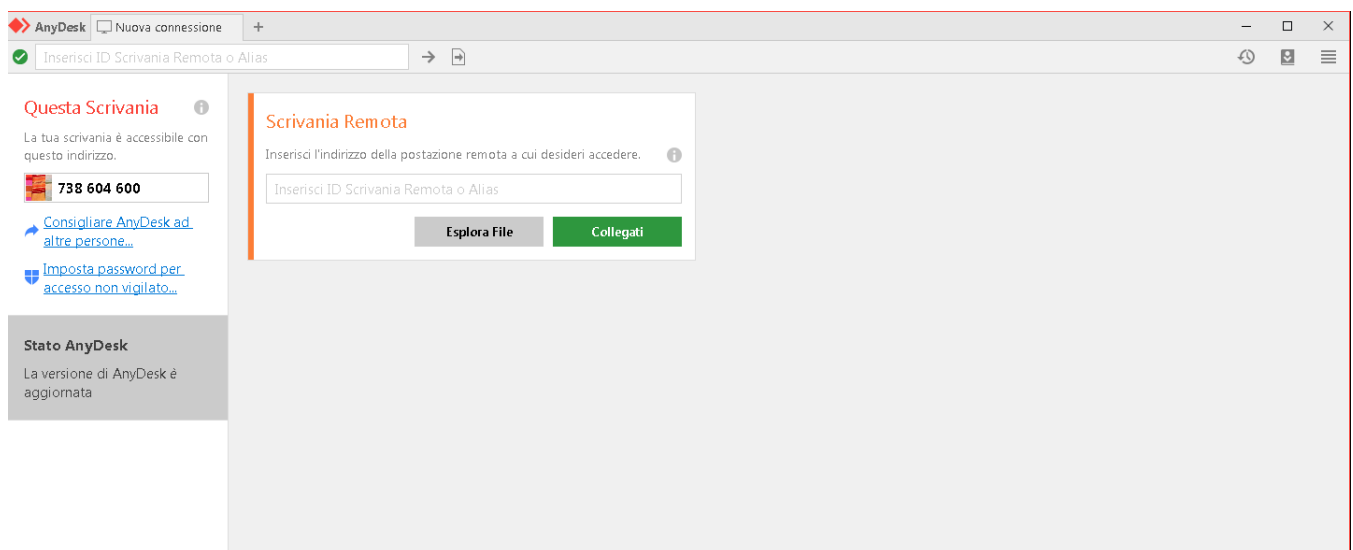 AnyDesk
Nuova connessione
+
Inserisci ID Scrivania Remota o Alias
Questa Scrivania
La tua scrivania è accessibile con
questo indirizzo.
738 604 600
Consigliare AnyDesk ad
altre persone...
Imposta password per
accesso non vigilato...
Stato AnyDesk
La versione di AnyDesk è
aggiornata
Scrivania Remota
Inserisci l'indirizzo della postazione remota a cui desideri accedere.
Inserisci ID Scrivania Remota o Alias
Esplora File
Collegati